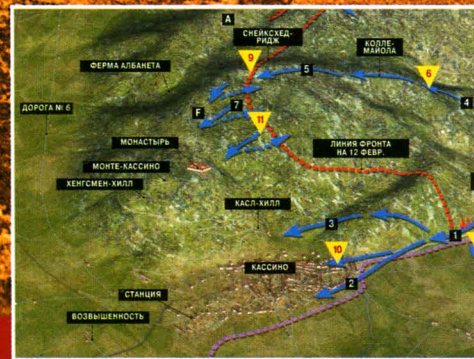 A
СНЕЙКСХЕД-
РИДЖ
КОЛЛЕ-
МАЙОЛА
9
ФЕРМА АЛБАНЕТА
5
6
4
ДОРОГА № 6
F
7
11
МОНАСТЫРЬ
ЛИНИЯ ФРОНТА
НА 12 ФЕВР.
МОНТЕ-КАССИНО
ХЕНГСМЕН-ХИЛЛ
КАСЛ-ХИЛЛ
3
1
10
КАССИНО
2
СТАНЦИЯ
ВОЗВЫШЕННОСТЬ